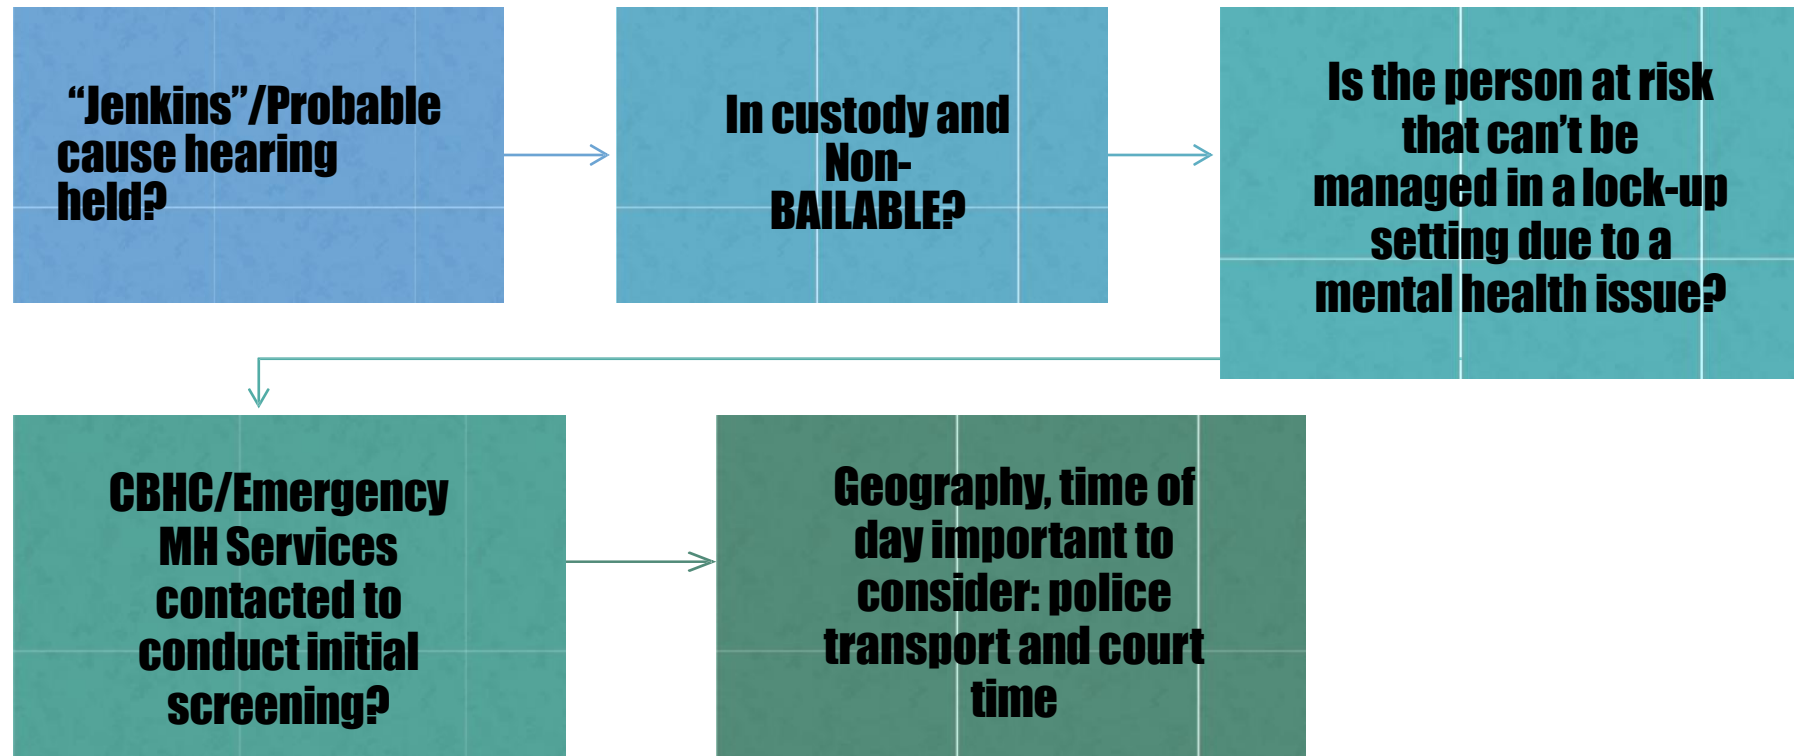 “Jenkins”/Probable
cause hearing
held?
In custody and
Non-
BAILABLE?
Is the person at risk
that can’t be
managed in a lock-up
setting due to a
mental health issue?
CBHC/Emergency
MH Services
contacted to
conduct initial
screening?
Geography, time of
day important to
consider: police
transport and court
time